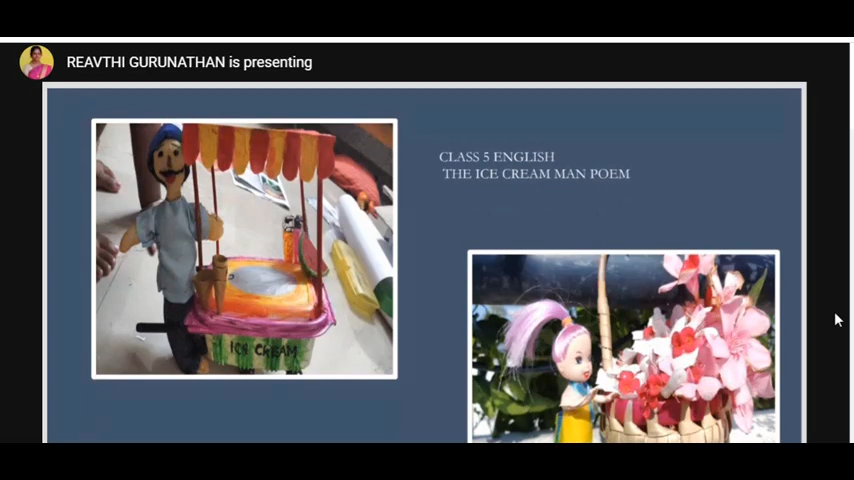 REAVTHI GURUNATHAN is presenting
CLASS 5 ENGLISH
THE ICE CREAM MAN POEM
ICE CREAM